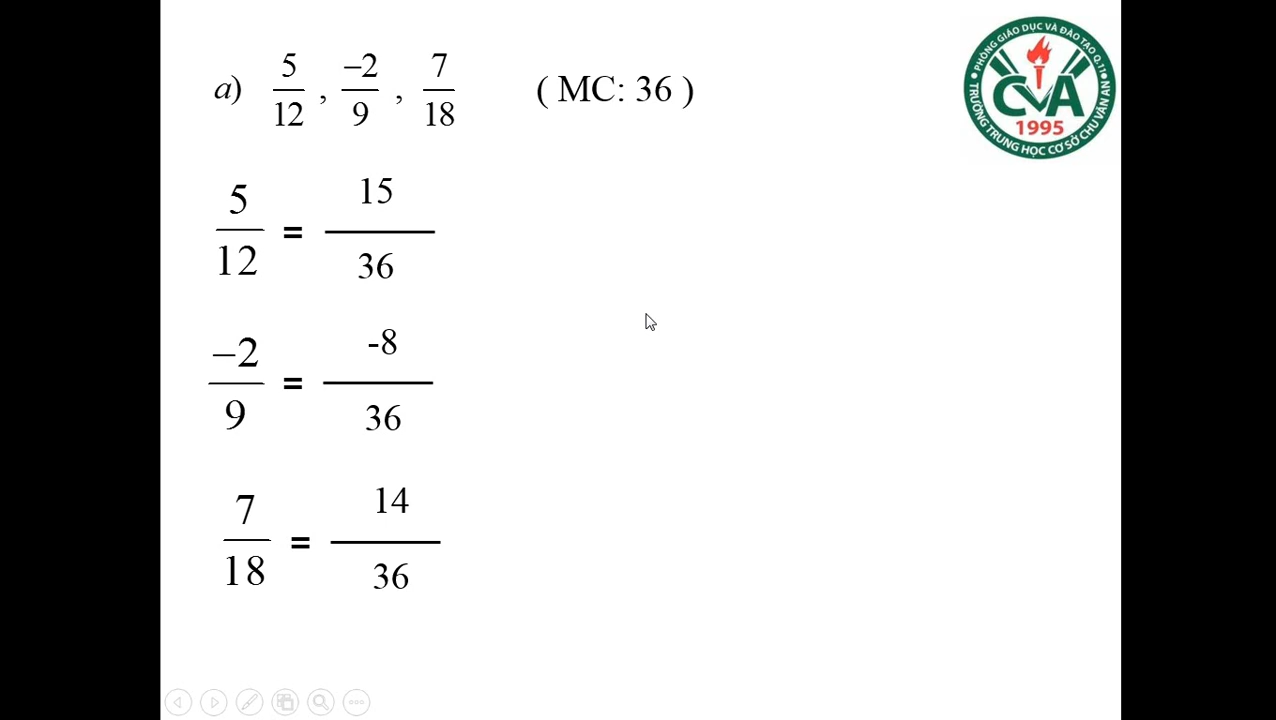 a) 5/12 , −2/9 , 7/18 ( MC: 36 )
5/12 = 15/36
−2/9 = -8/36
7/18 = 14/36
PHÒNG GIÁO DỤC VÀ ĐÀO TẠO Q.11
CVA
1995
TRƯỜNG TRUNG HỌC CƠ SỞ CHU VĂN AN